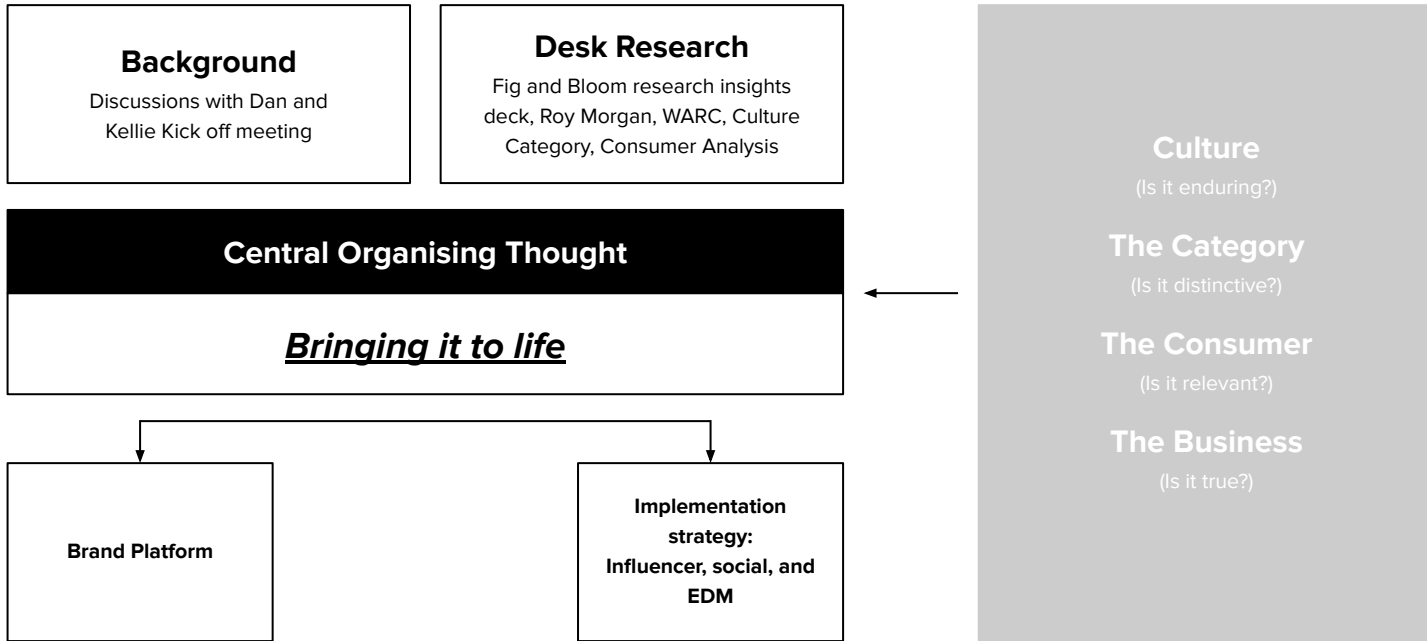 Background
Discussions with Dan and
Kellie Kick off meeting
Desk Research
Fig and Bloom research insights
deck, Roy Morgan, WARC, Culture
Category, Consumer Analysis
Central Organising Thought
Bringing it to life
Brand Platform
Implementation
strategy:
Influencer, social, and
EDM
Culture
(Is it enduring?)
The Category
(Is it distinctive?)
The Consumer
(Is it relevant?)
The Business
(Is it true?)